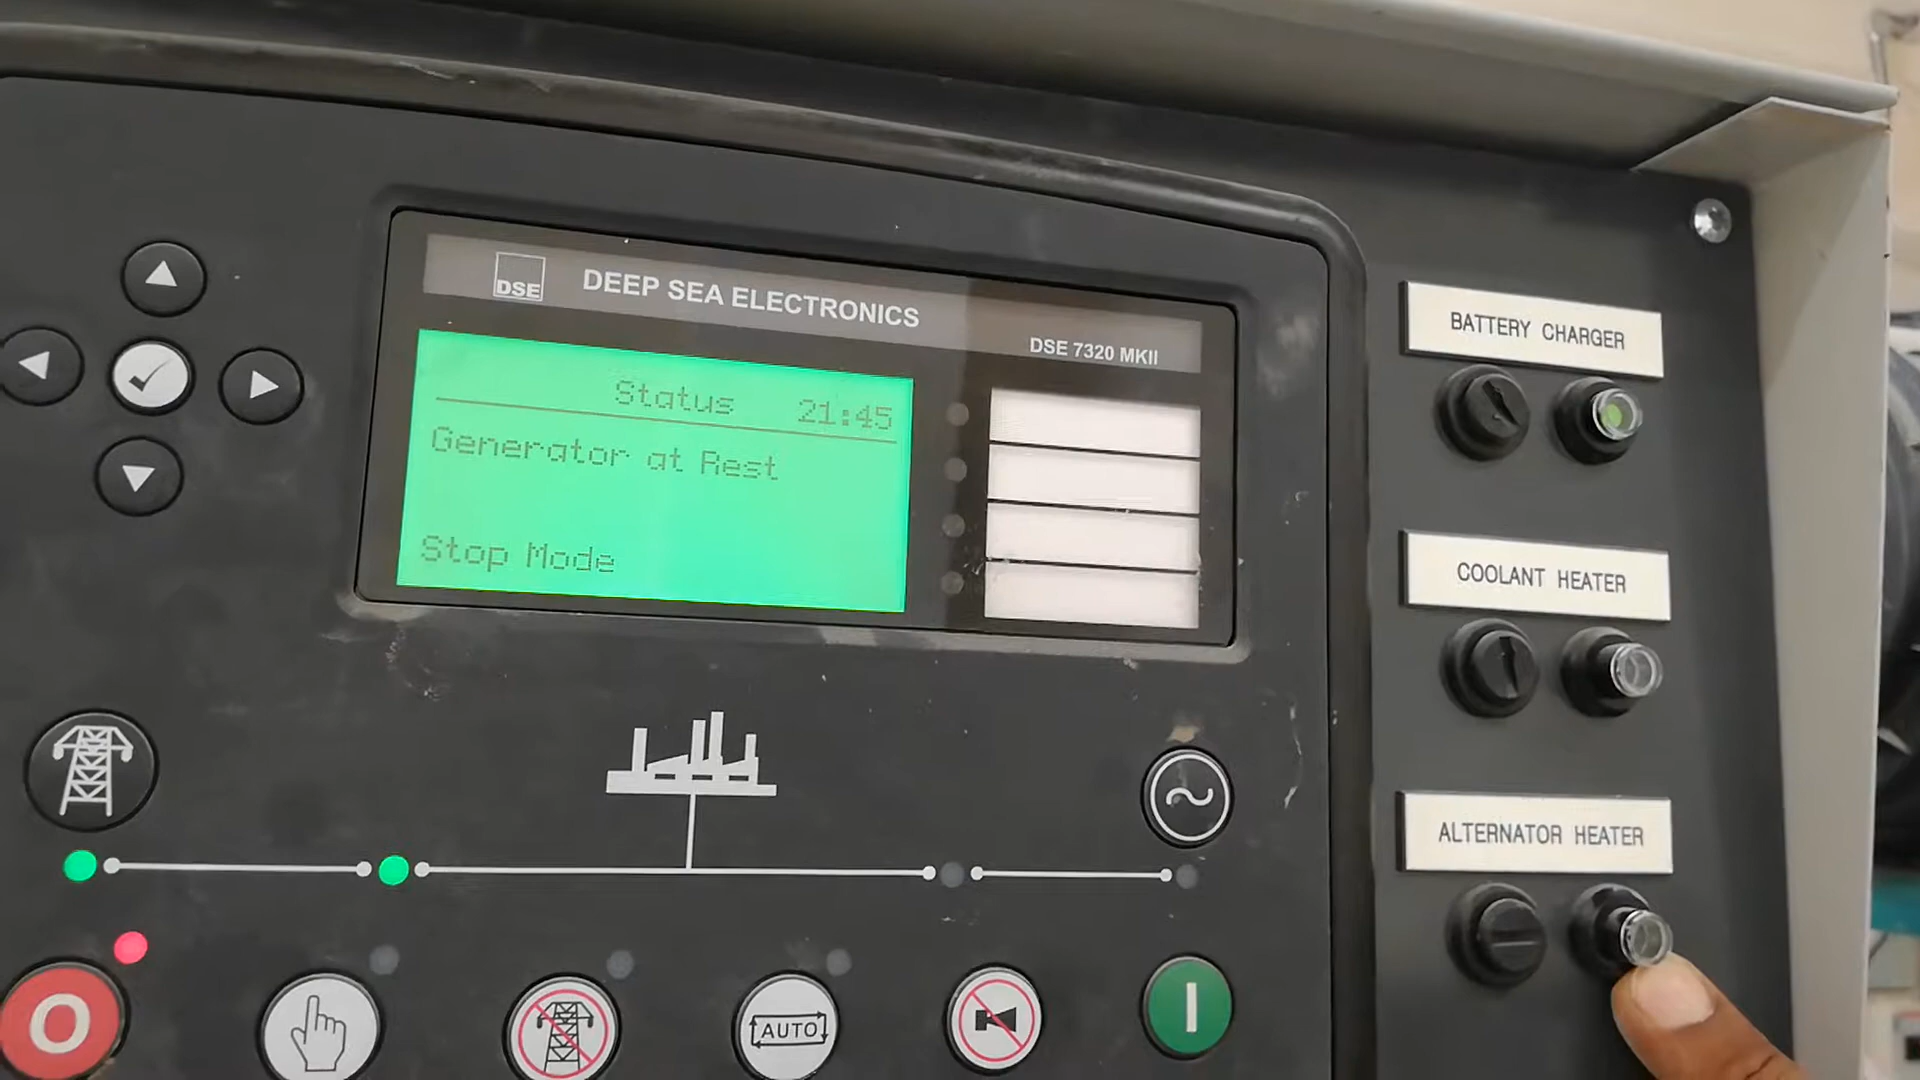 DSE
DEEP SEA ELECTRONICS
DSE 7320 MKII
Status 21:45
Generator at Rest
Stop Mode
BATTERY CHARGER
COOLANT HEATER
ALTERNATOR HEATER
O
AUTO
I